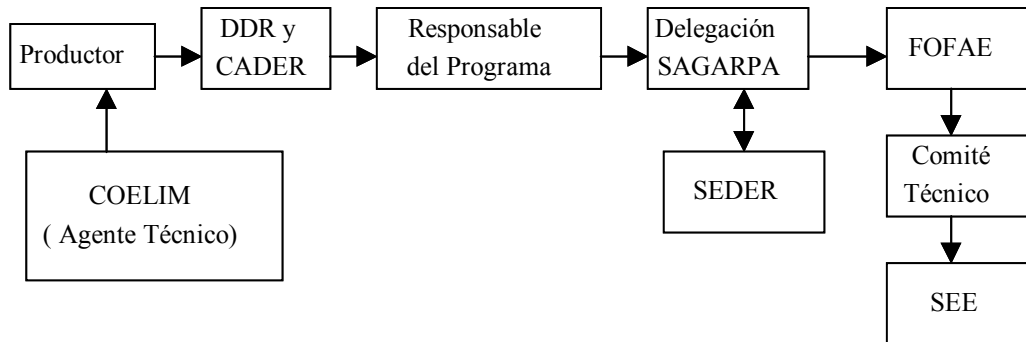 Productor
DDR y
CADER
Responsable
del Programa
Delegación
SAGARPA
FOFAE
COELIM
( Agente Técnico)
SEDER
Comité
Técnico
SEE